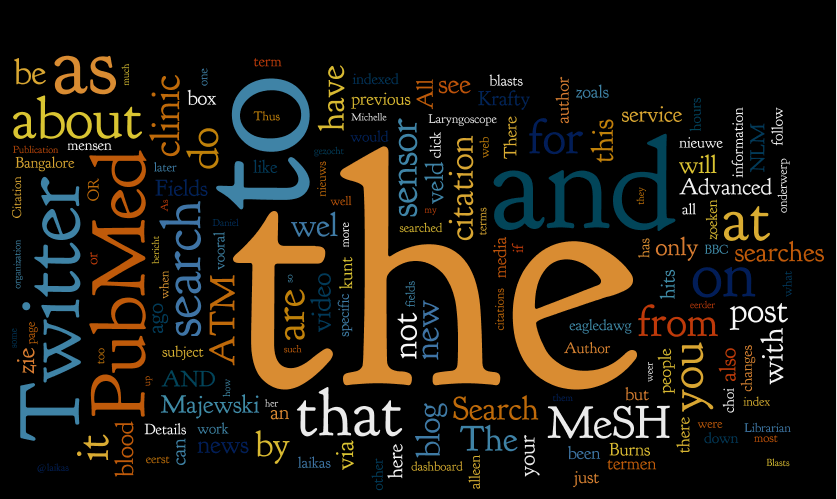 be
as
much
term
one
Thus
have
indexed
previous
Michelle
would
All
see
blasts
Krafty
author
zoals
service
hours
information
follow
about
mensen
clinic
box
do
to
like
Laryngoscope
web
There
for
this
nieuwe
NLM
will
Advanced
onderwerp
Publication
Bangalore
Citation
OR
PubMed
later
Fields
As
gezocht
nieuws
well
sensor
veld
click
my
citation
terms
searched
and
they
all
zoeken
at
Twitter
search
Daniel
vooral
wel
more
the
media
if
has
only
BBC
searches
organization
or
bericht
when
ago
ATM
are
so
such
video
specific
kunt
not
fields
new
citations
hits
on
what
eerder
some
zie
page
too
up
subject
eagledawg
Author
from
post
with
AND
how
Majewski
her
an
that
weer
people
you
also
choi
changes
index
it
blood
Details
work
eerst
can
news
by
laikas
via
other
here
blog
dashboard
Search
The
alleen
your
these
MeSH
but
been
Burns
termen
just
there
were
down
Librarian
most
Blasts
@laikas